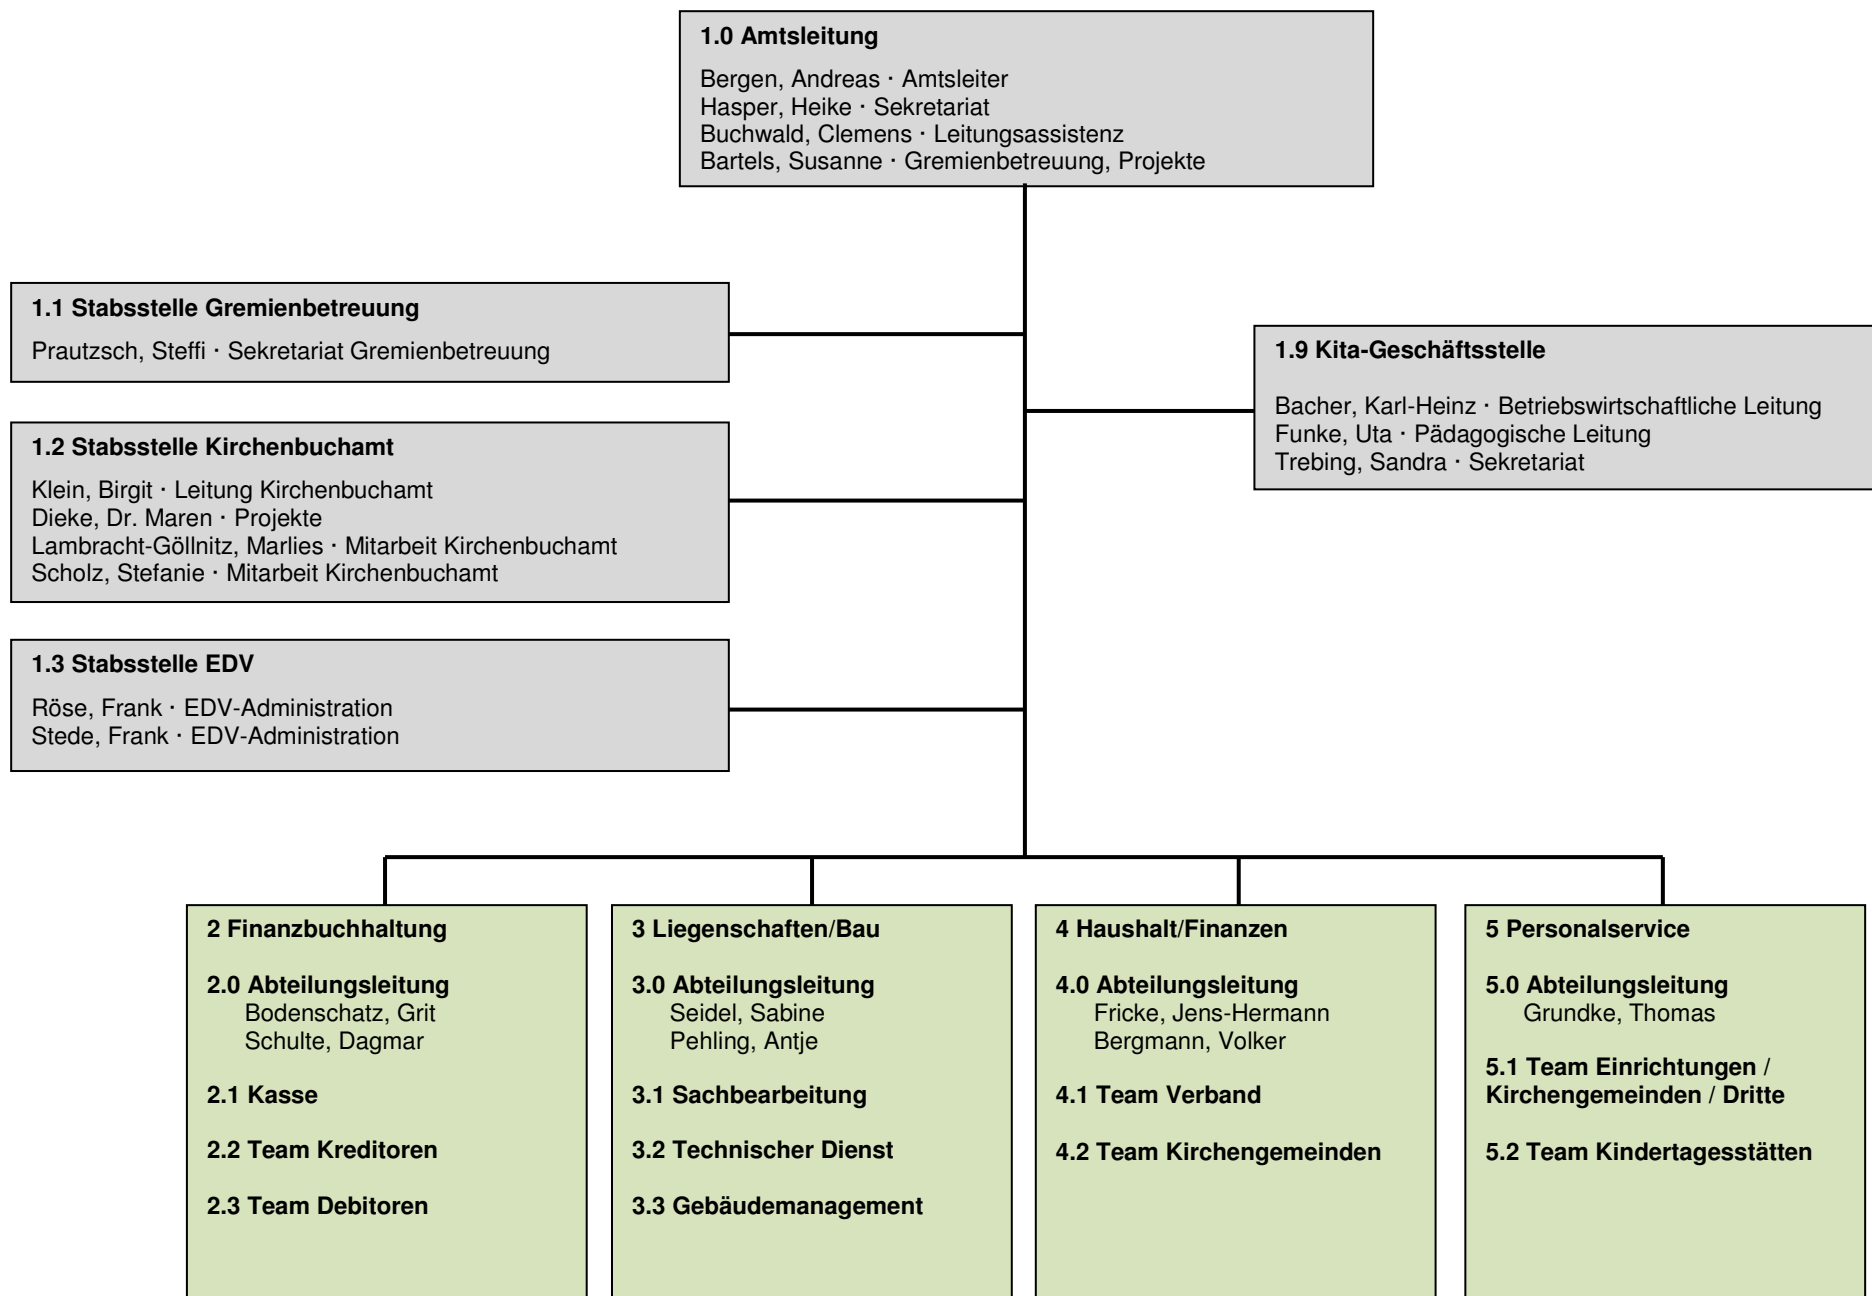 1.0 Amtsleitung
Bergen, Andreas · Amtsleiter
Hasper, Heike · Sekretariat
Buchwald, Clemens · Leitungsassistenz
Bartels, Susanne · Gremienbetreuung, Projekte
1.1 Stabsstelle Gremienbetreuung
Prautzsch, Steffi · Sekretariat Gremienbetreuung
1.9 Kita-Geschäftsstelle
Bacher, Karl-Heinz · Betriebswirtschaftliche Leitung
Funke, Uta · Pädagogische Leitung
Trebing, Sandra · Sekretariat
1.2 Stabsstelle Kirchenbuchamt
Klein, Birgit · Leitung Kirchenbuchamt
Dieke, Dr. Maren · Projekte
Lambracht-Göllnitz, Marlies · Mitarbeit Kirchenbuchamt
Scholz, Stefanie · Mitarbeit Kirchenbuchamt
1.3 Stabsstelle EDV
Röse, Frank · EDV-Administration
Stede, Frank · EDV-Administration
2 Finanzbuchhaltung
2.0 Abteilungsleitung
Bodenschatz, Grit
Schulte, Dagmar
2.1 Kasse
2.2 Team Kreditoren
2.3 Team Debitoren
3 Liegenschaften/Bau
3.0 Abteilungsleitung
Seidel, Sabine
Pehling, Antje
3.1 Sachbearbeitung
3.2 Technischer Dienst
3.3 Gebäudemanagement
4 Haushalt/Finanzen
4.0 Abteilungsleitung
Fricke, Jens-Hermann
Bergmann, Volker
4.1 Team Verband
4.2 Team Kirchengemeinden
5 Personalservice
5.0 Abteilungsleitung
Grundke, Thomas
5.1 Team Einrichtungen /
Kirchengemeinden / Dritte
5.2 Team Kindertagesstätten